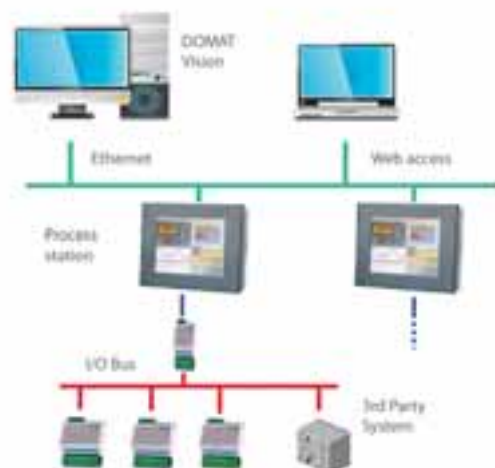 DOMAT
Vision
Ethernet
Web access
Process
station
I/O Bus
3rd Party
System